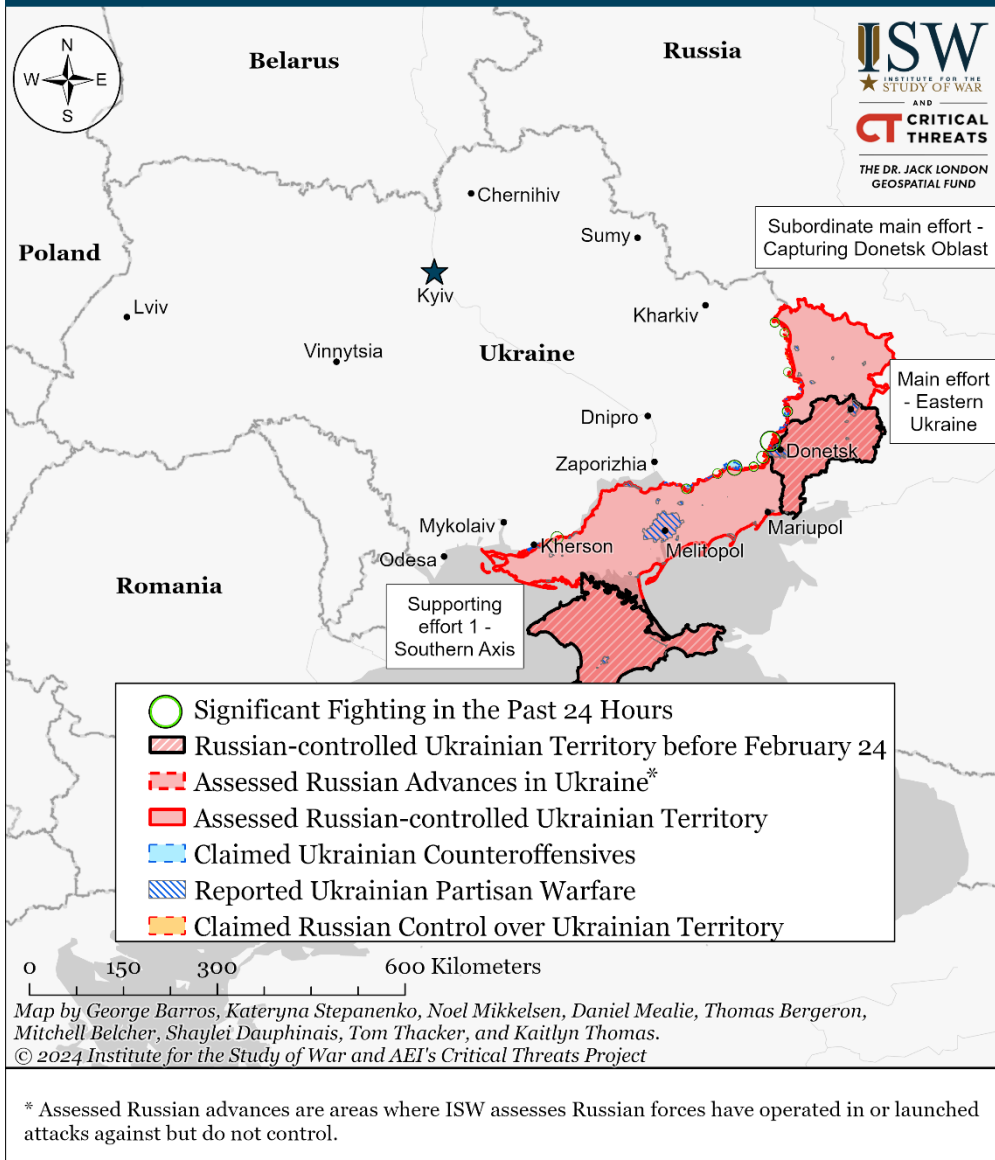 N
W
E
S
Belarus
Russia
ISW
INSTITUTE FOR THE
STUDY OF WAR
AND
CT CRITICAL
THREATS
THE DR. JACK LONDON
GEOSPATIAL FUND
Chernihiv
Subordinate main effort -
Capturing Donetsk Oblast
Sumy
Poland
Kyiv
Lviv
Kharkiv
Vinnytsia
Ukraine
Main effort
- Eastern
Ukraine
Dnipro
Donetsk
Zaporizhia
Mykolaiv
Mariupol
Kherson
Melitopol
Odesa
Romania
Supporting
effort 1 -
Southern Axis
Significant Fighting in the Past 24 Hours
Russian-controlled Ukrainian Territory before February 24
Assessed Russian Advances in Ukraine*
Assessed Russian-controlled Ukrainian Territory
Claimed Ukrainian Counteroffensives
Reported Ukrainian Partisan Warfare
Claimed Russian Control over Ukrainian Territory
0 150 300 600 Kilometers
Map by George Barros, Kateryna Stepanenko, Noel Mikkelsen, Daniel Mealie, Thomas Bergeron,
Mitchell Belcher, Shaylei Dauphinais, Tom Thacker, and Kaitlyn Thomas.
© 2024 Institute for the Study of War and AEI's Critical Threats Project
* Assessed Russian advances are areas where ISW assesses Russian forces have operated in or launched
attacks against but do not control.